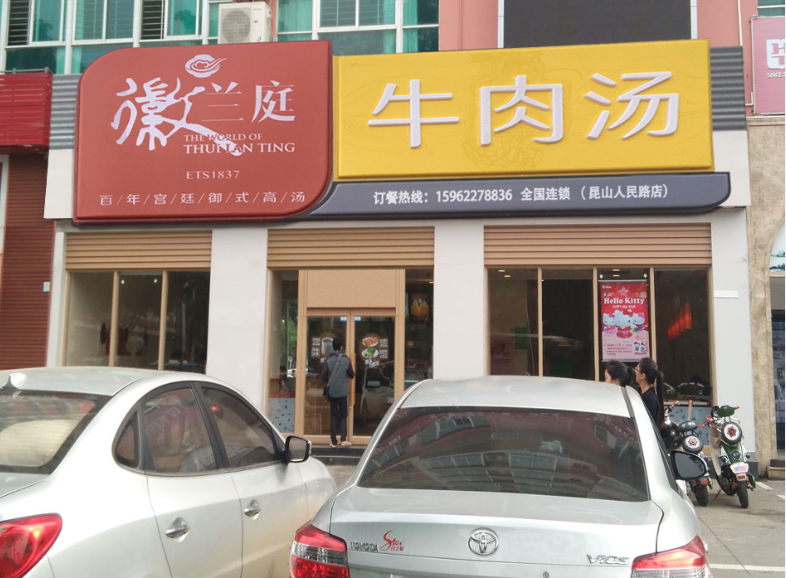 徽兰庭
THE WORLD OF
THUI LAN TING
ETS1837
百年宫廷御式高汤
牛肉汤
订餐热线：15962278836 全国连锁（昆山人民路店）
Hello Kitty
TOYOTA
Star
VIOS